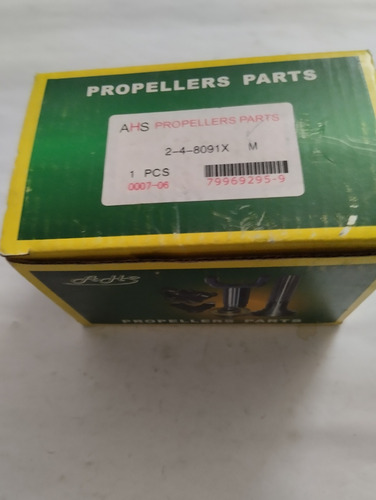 PROPELLERS PARTS
AHS PROPELLERS PARTS
2-4-8091X M
1 PCS
0007-06
79969295-9
PROPELLERS PARTS